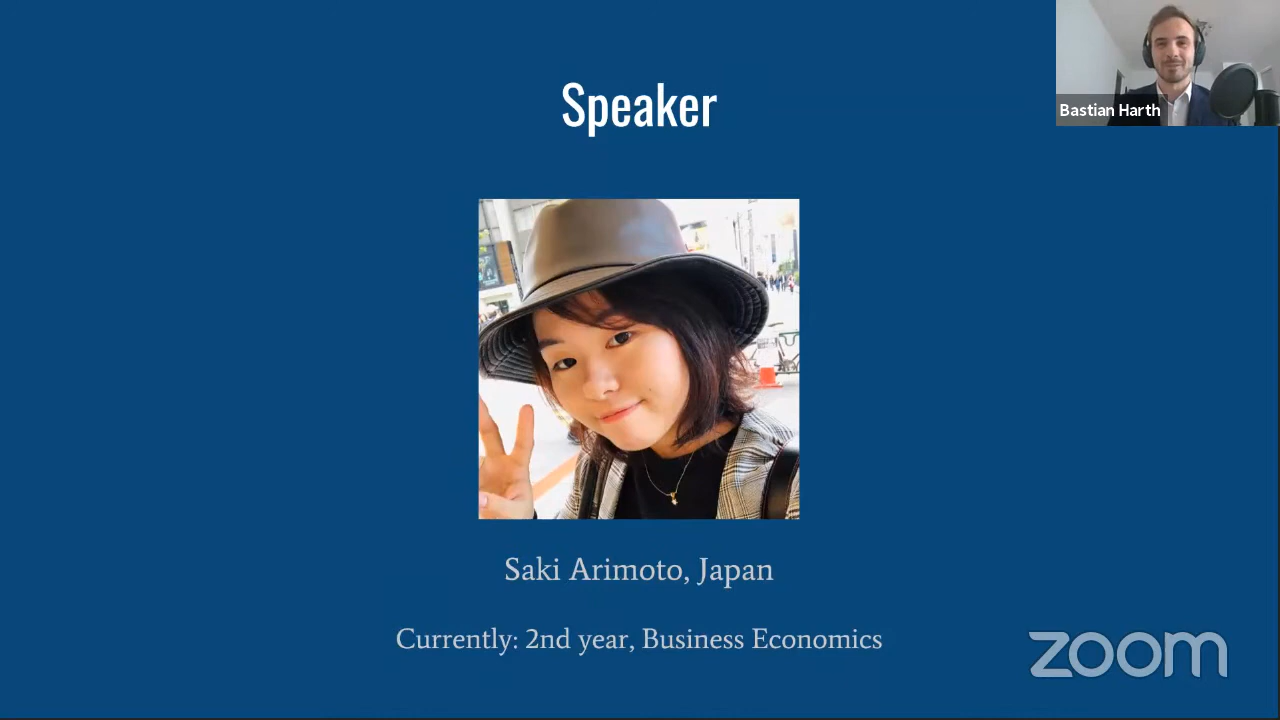 Speaker
Bastian Harth
Saki Arimoto, Japan
Currently: 2nd year, Business Economics
zoom